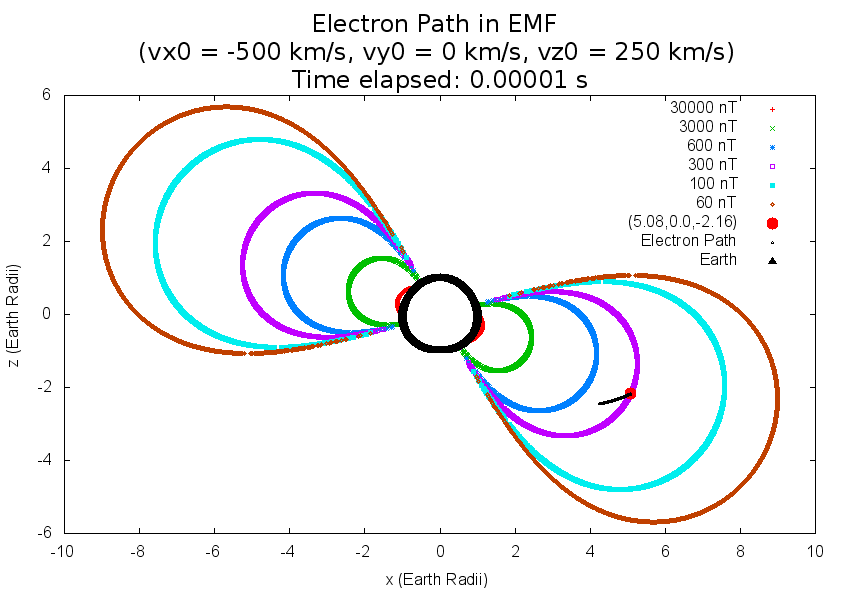 Electron Path in EMF
(vx0 = -500 km/s, vy0 = 0 km/s, vz0 = 250 km/s)
Time elapsed: 0.00001 s
30000 nT
3000 nT
600 nT
300 nT
100 nT
60 nT
(5.08,0.0,-2.16)
Electron Path
Earth
6
4
2
0
-2
-4
-6
z (Earth Radii)
-10 -8 -6 -4 -2 0 2 4 6 8 10
x (Earth Radii)